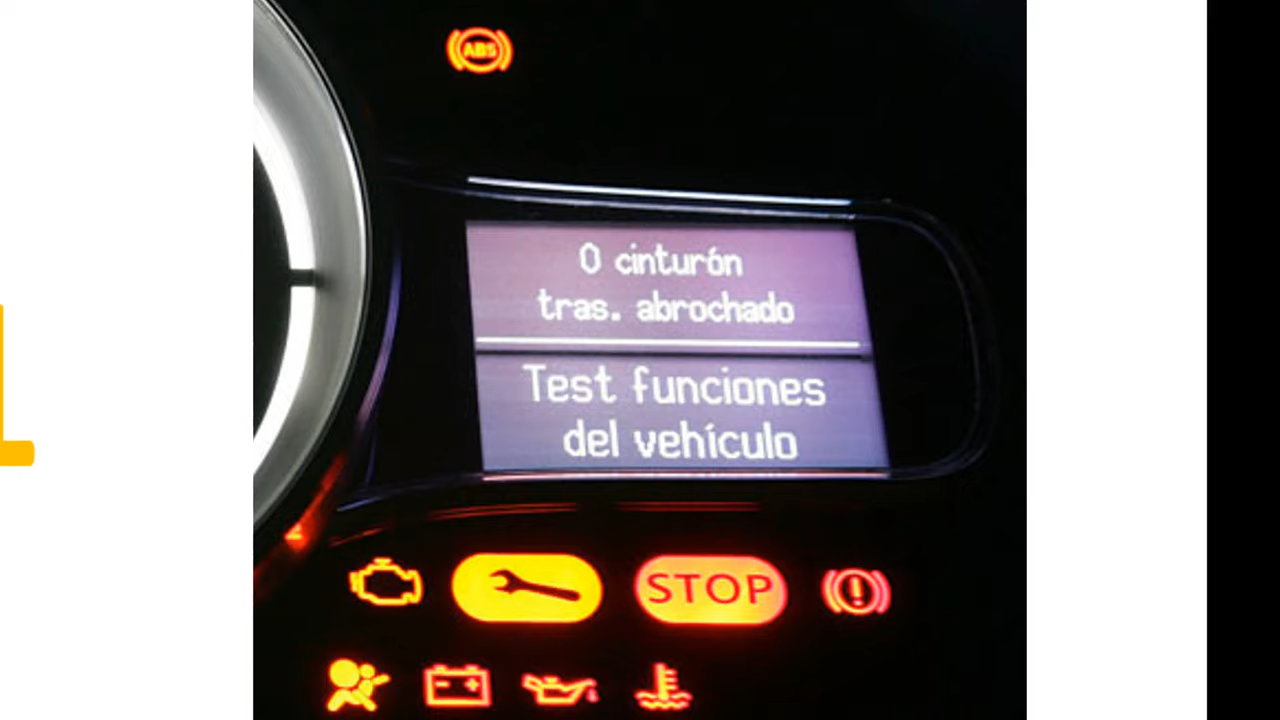 ABS
0 cinturón
tras. abrochado
Test funciones
del vehículo
STOP